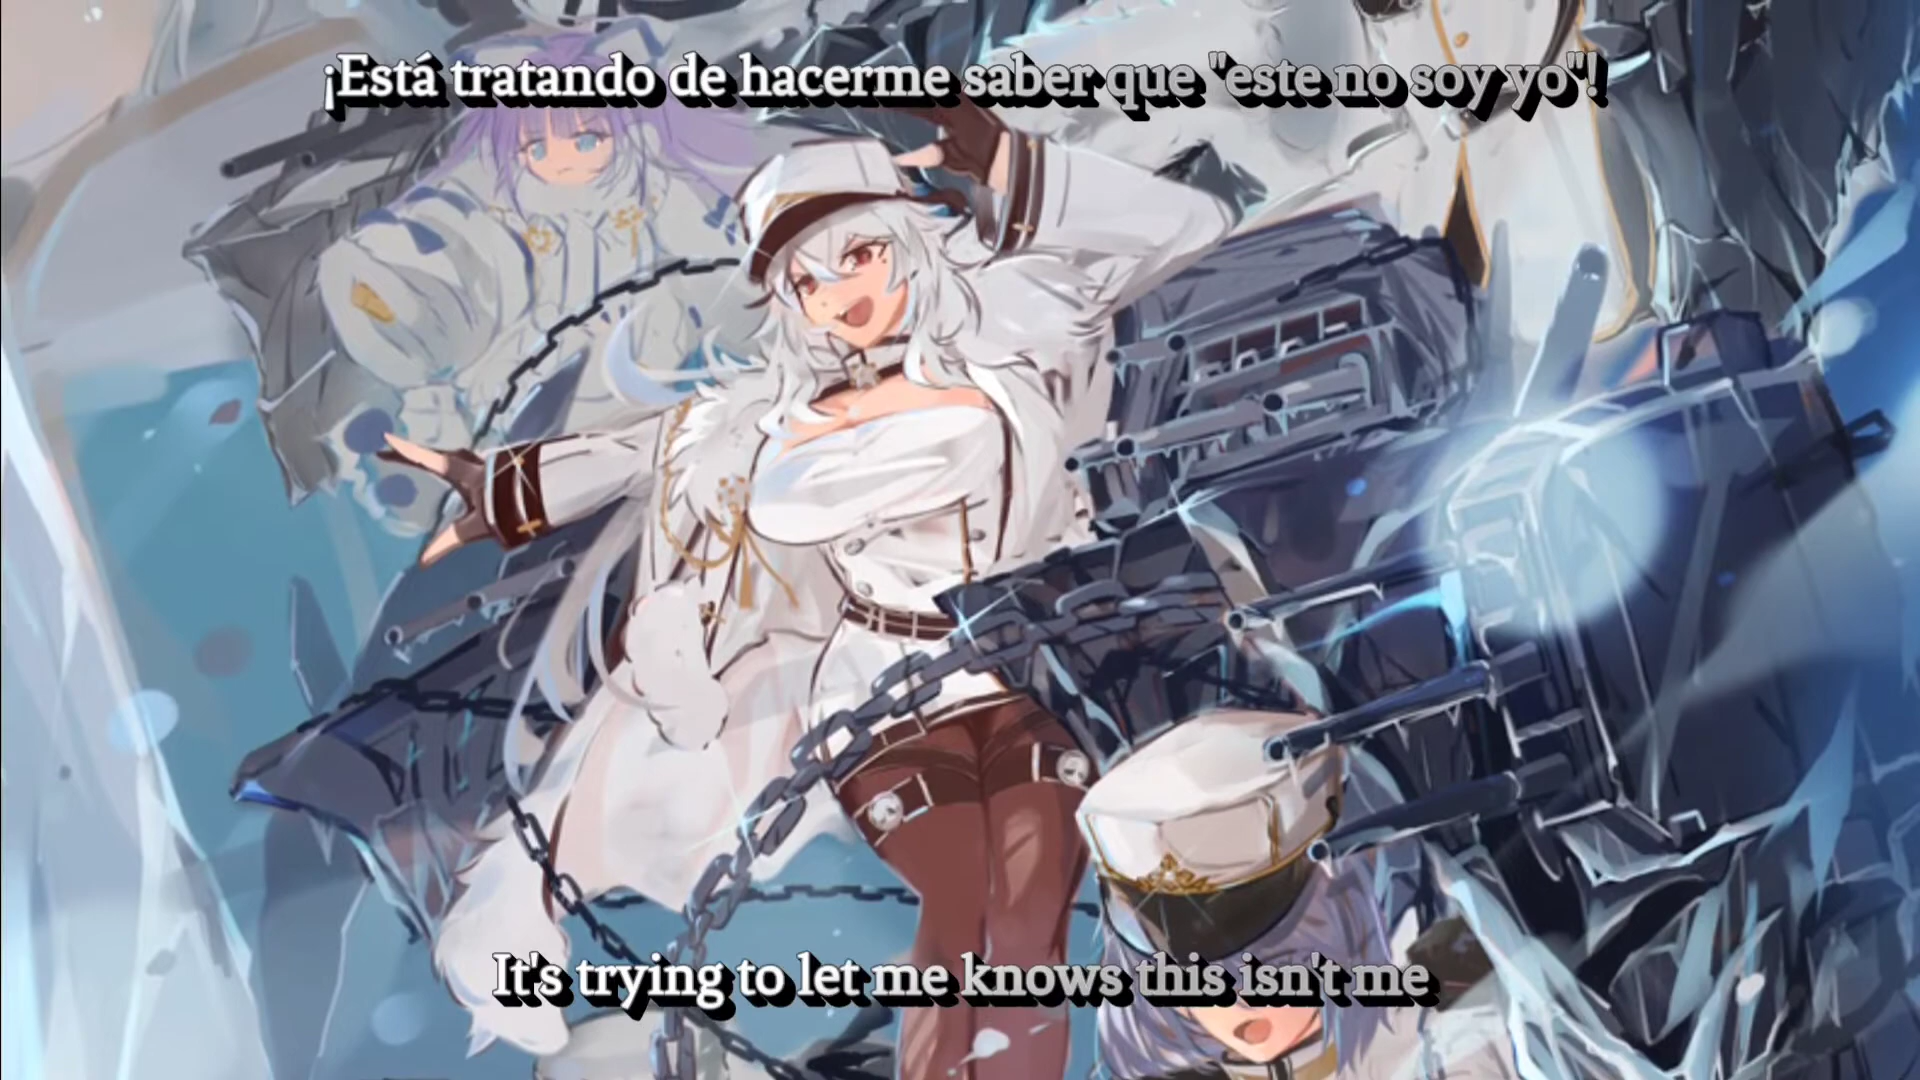 ¡Está tratando de hacerme saber que "este no soy yo"!
It's trying to let me knows this isn't me